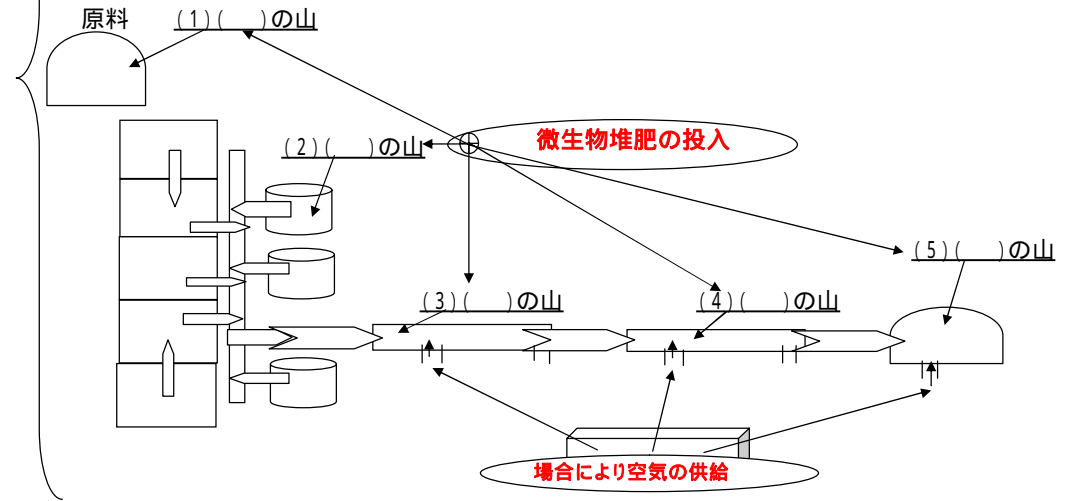 原料
(1)(　　)の山
微生物堆肥の投入
(2)(　　)の山
(5)(　　)の山
(3)(　　)の山
(4)(　　)の山
場合により空気の供給